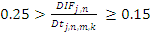 0.25 > DIF_{j,n} / Dt_{j,n,m,k} ≥ 0.15